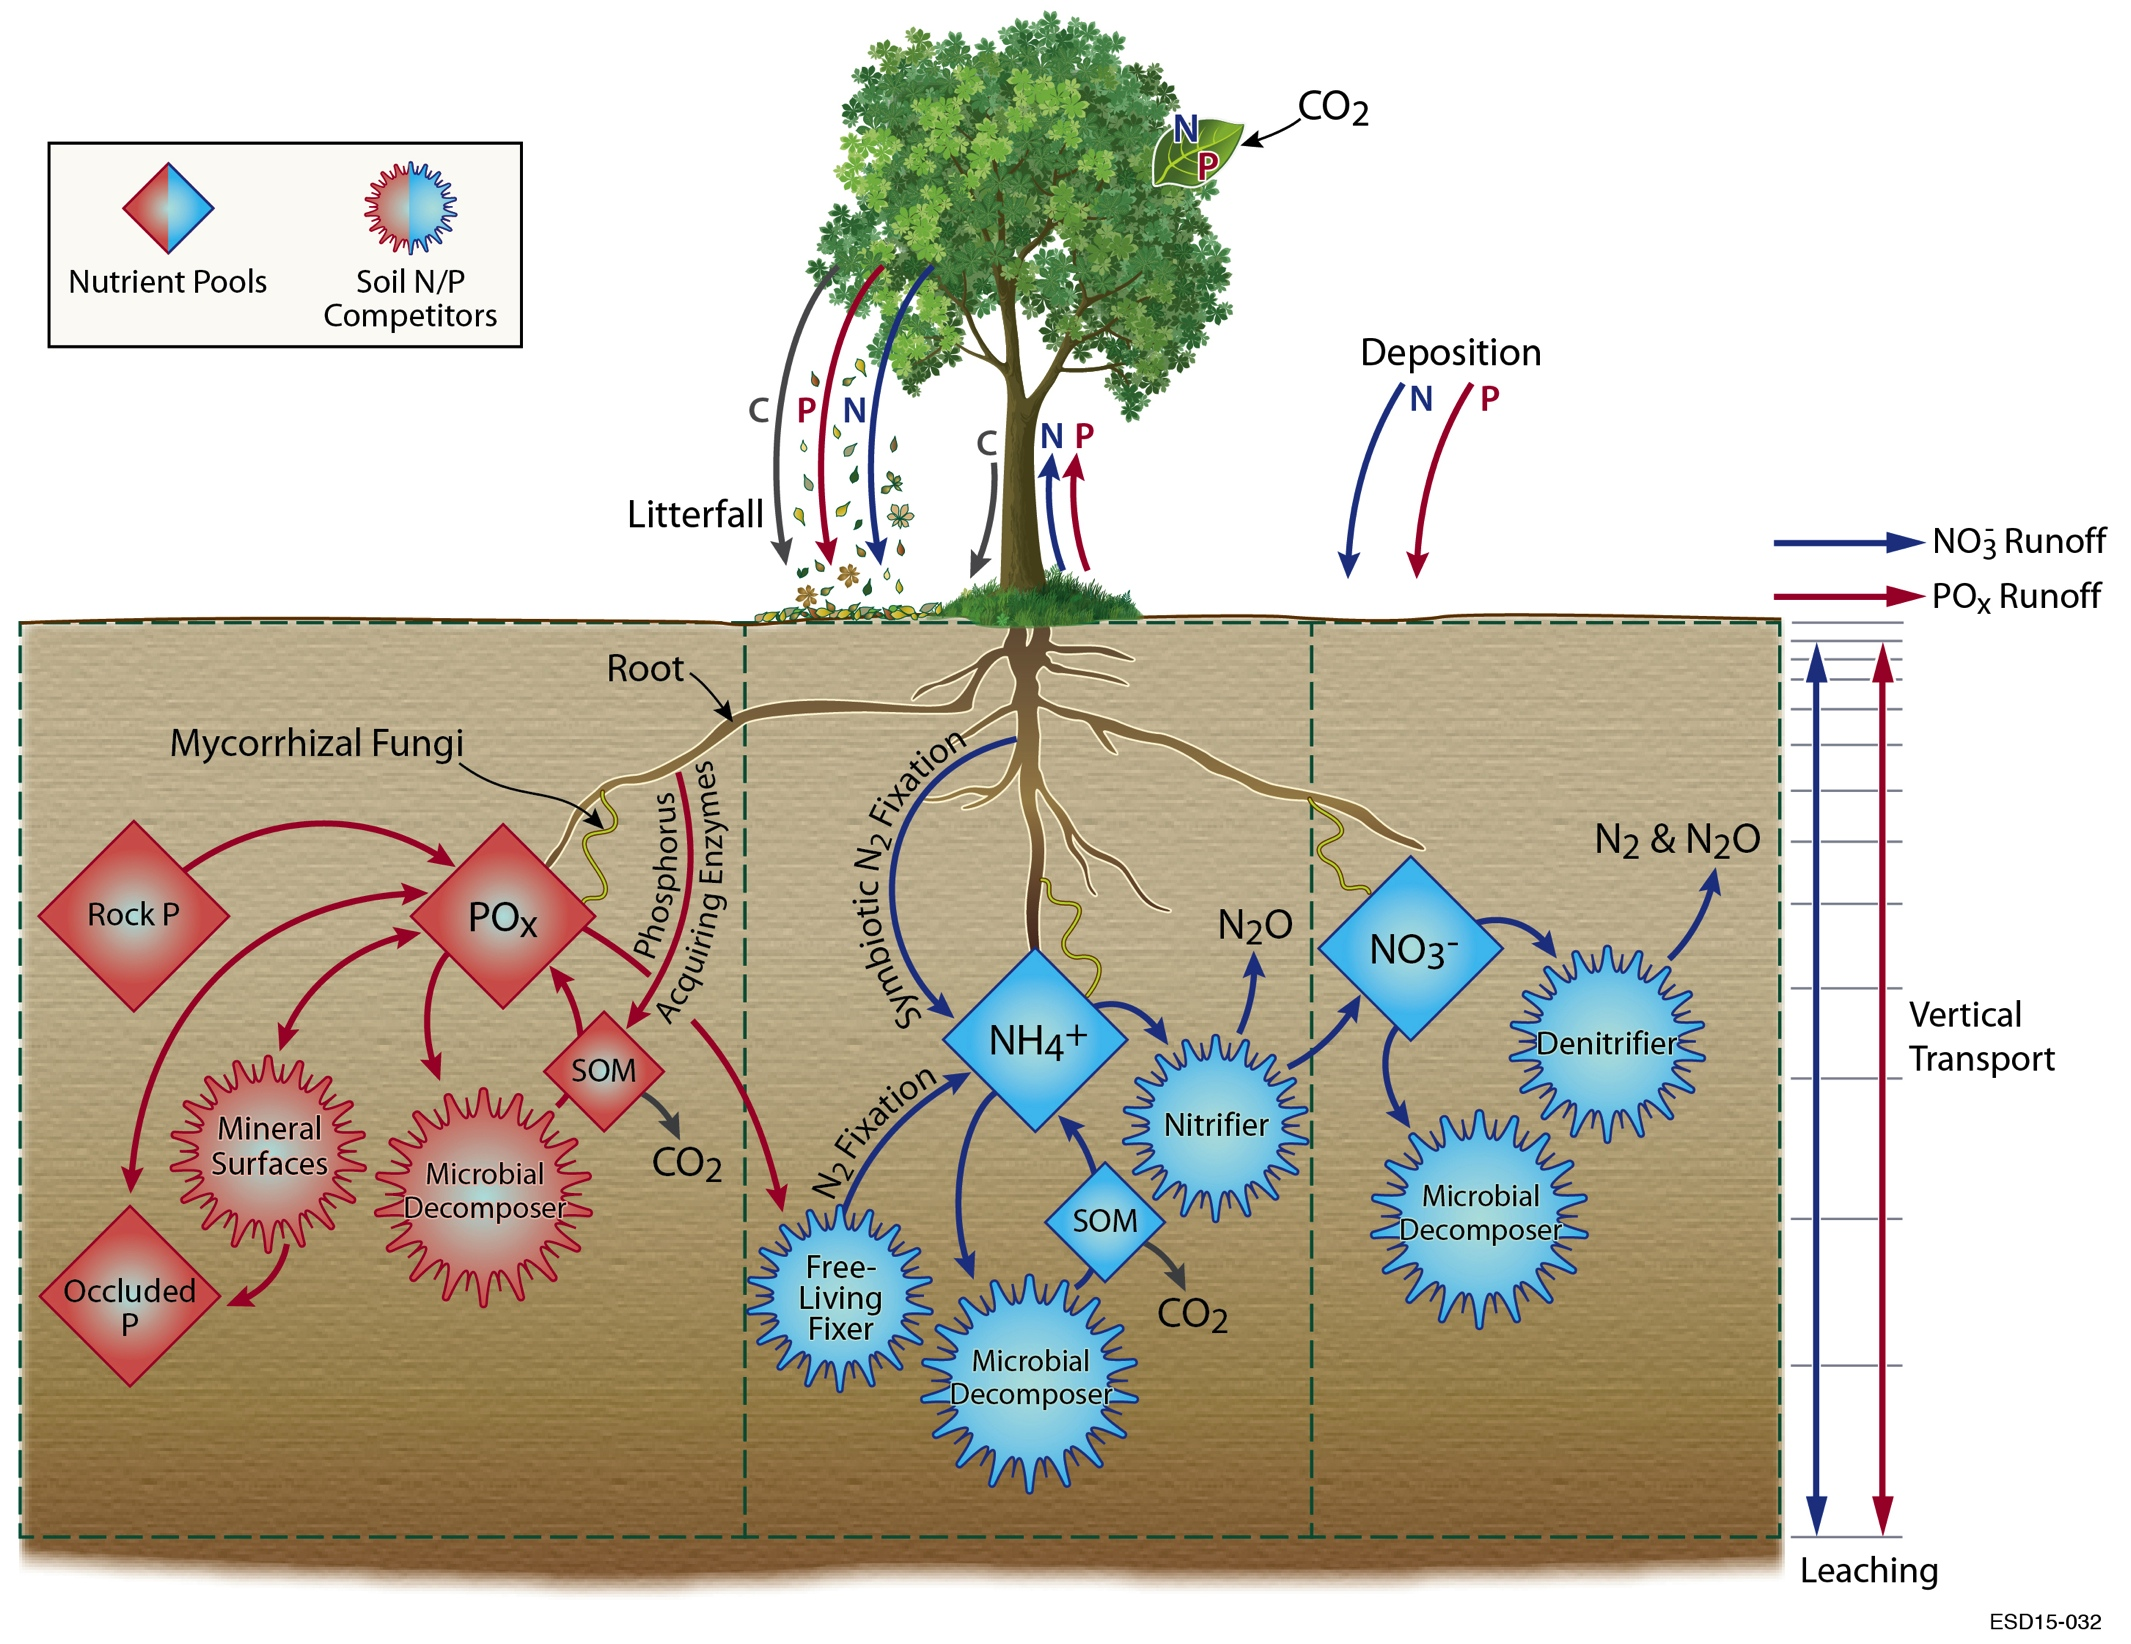 N
P
CO2
Nutrient Pools
Soil N/P
Competitors
Deposition
N
P
C
P
N
C
N
P
Litterfall
NO3- Runoff
POx Runoff
Root
Mycorrhizal Fungi
Phosphorus
Acquiring Enzymes
Symbiotic N2 Fixation
N2 & N2O
Rock P
POx
N2O
NO3-
NH4+
Denitrifier
Vertical
Transport
SOM
CO2
Mineral
Surfaces
Microbial
Decomposer
N2 Fixation
Nitrifier
SOM
CO2
Microbial
Decomposer
Occluded
P
Free-
Living
Fixer
Microbial
Decomposer
Leaching
ESD15-032